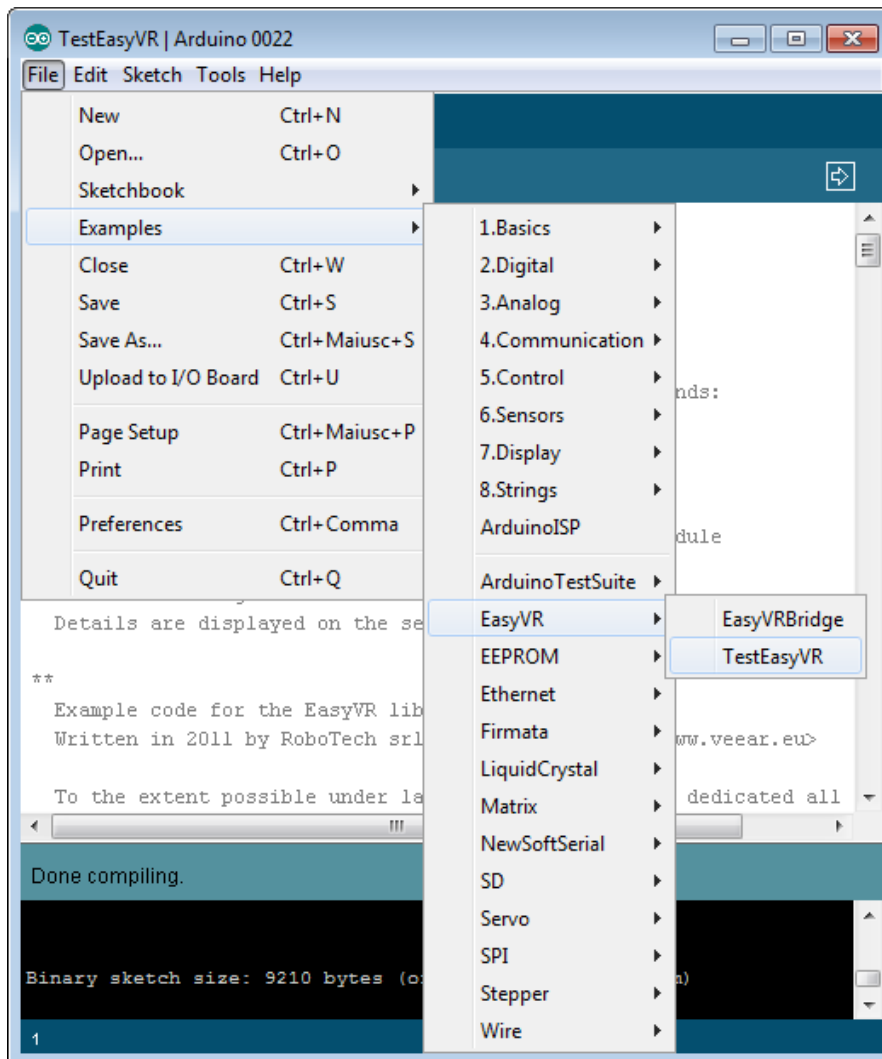 TestEasyVR | Arduino 0022
File Edit Sketch Tools Help
New Ctrl+N
Open... Ctrl+O
Sketchbook
Examples
Close Ctrl+W
Save Ctrl+S
Save As... Ctrl+Maiusc+S
Upload to I/O Board Ctrl+U
Page Setup Ctrl+Maiusc+P
Print Ctrl+P
Preferences Ctrl+Comma
Quit Ctrl+Q
1.Basics
2.Digital
3.Analog
4.Communication
5.Control
6.Sensors
7.Display
8.Strings
ArduinoISP
ArduinoTestSuite
EasyVR
EEPROM
Ethernet
Firmata
LiquidCrystal
Matrix
NewSoftSerial
SD
Servo
SPI
Stepper
Wire
EasyVRBridge
TestEasyVR
nds:
dule
Details are displayed on the se
**
Example code for the EasyVR lib
Written in 2011 by RoboTech srl ww.veear.eu>
To the extent possible under la dedicated all
Done compiling.
Binary sketch size: 9210 bytes (o
1